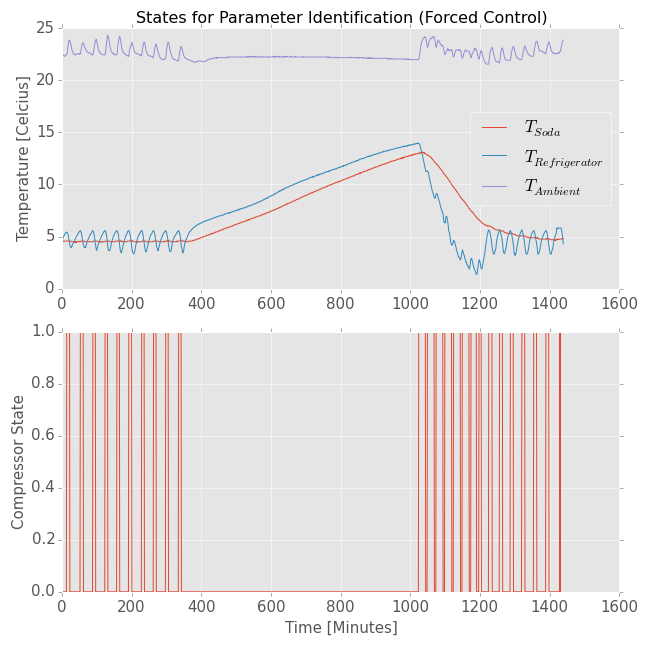 States for Parameter Identification (Forced Control)
25
20
15
10
5
0
Temperature [Celcius]
T_Soda
T_Refrigerator
T_Ambient
0 200 400 600 800 1000 1200 1400 1600
1.0
0.8
0.6
0.4
0.2
0.0
Compressor State
0 200 400 600 800 1000 1200 1400 1600
Time [Minutes]